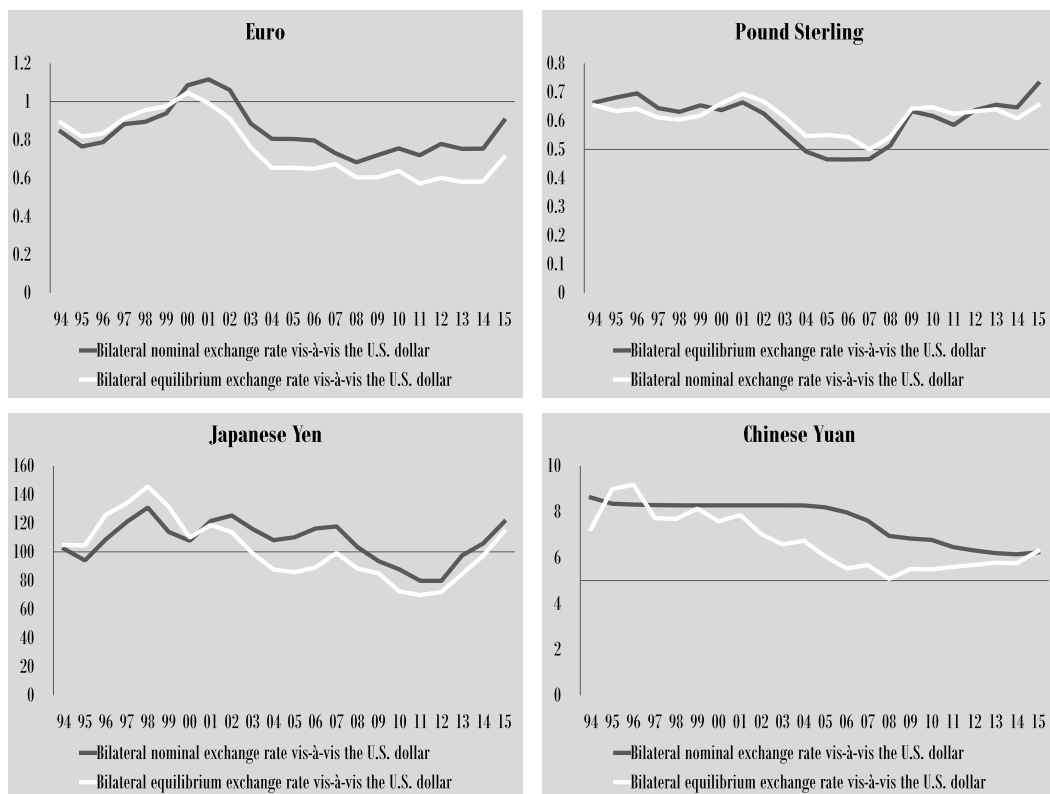 Euro
1.2
1
0.8
0.6
0.4
0.2
0
94 95 96 97 98 99 00 01 02 03 04 05 06 07 08 09 10 11 12 13 14 15
Bilateral nominal exchange rate vis-à-vis the U.S. dollar
Bilateral equilibrium exchange rate vis-à-vis the U.S. dollar
Pound Sterling
0.8
0.7
0.6
0.5
0.4
0.3
0.2
0.1
0
94 95 96 97 98 99 00 01 02 03 04 05 06 07 08 09 10 11 12 13 14 15
Bilateral equilibrium exchange rate vis-à-vis the U.S. dollar
Bilateral nominal exchange rate vis-à-vis the U.S. dollar
Japanese Yen
160
140
120
100
80
60
40
20
0
94 95 96 97 98 99 00 01 02 03 04 05 06 07 08 09 10 11 12 13 14 15
Bilateral nominal exchange rate vis-à-vis the U.S. dollar
Bilateral equilibrium exchange rate vis-à-vis the U.S. dollar
Chinese Yuan
10
8
6
4
2
0
94 95 96 97 98 99 00 01 02 03 04 05 06 07 08 09 10 11 12 13 14 15
Bilateral nominal exchange rate vis-à-vis the U.S. dollar
Bilateral equilibrium exchange rate vis-à-vis the U.S. dollar